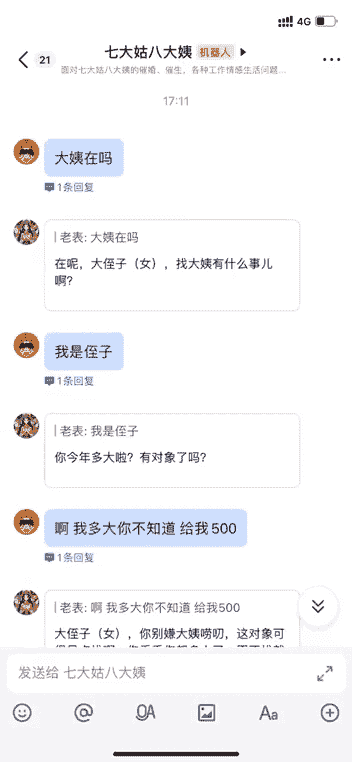 4G
21
七大姑八大姨 机器人
面对七大姑八大姨的催婚、催生，各种工作情感生活问题...
17:11
大姨在吗
1条回复
老表: 大姨在吗
在呢，大侄子（女），找大姨有什么事儿
啊？
我是侄子
1条回复
老表: 我是侄子
你今年多大啦？有对象了吗？
啊 我多大你不知道 给我500
1条回复
老表: 啊 我多大你不知道 给我500
大侄子（女），你别嫌大姨唠叨，这对象可
发送给 七大姑八大姨
Aa